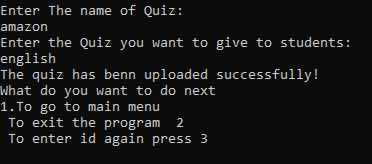 Enter The name of Quiz:
amazon
Enter the Quiz you want to give to students:
english
The quiz has benn uploaded successfully!
What do you want to do next
1.To go to main menu
 To exit the program  2
 To enter id again press 3